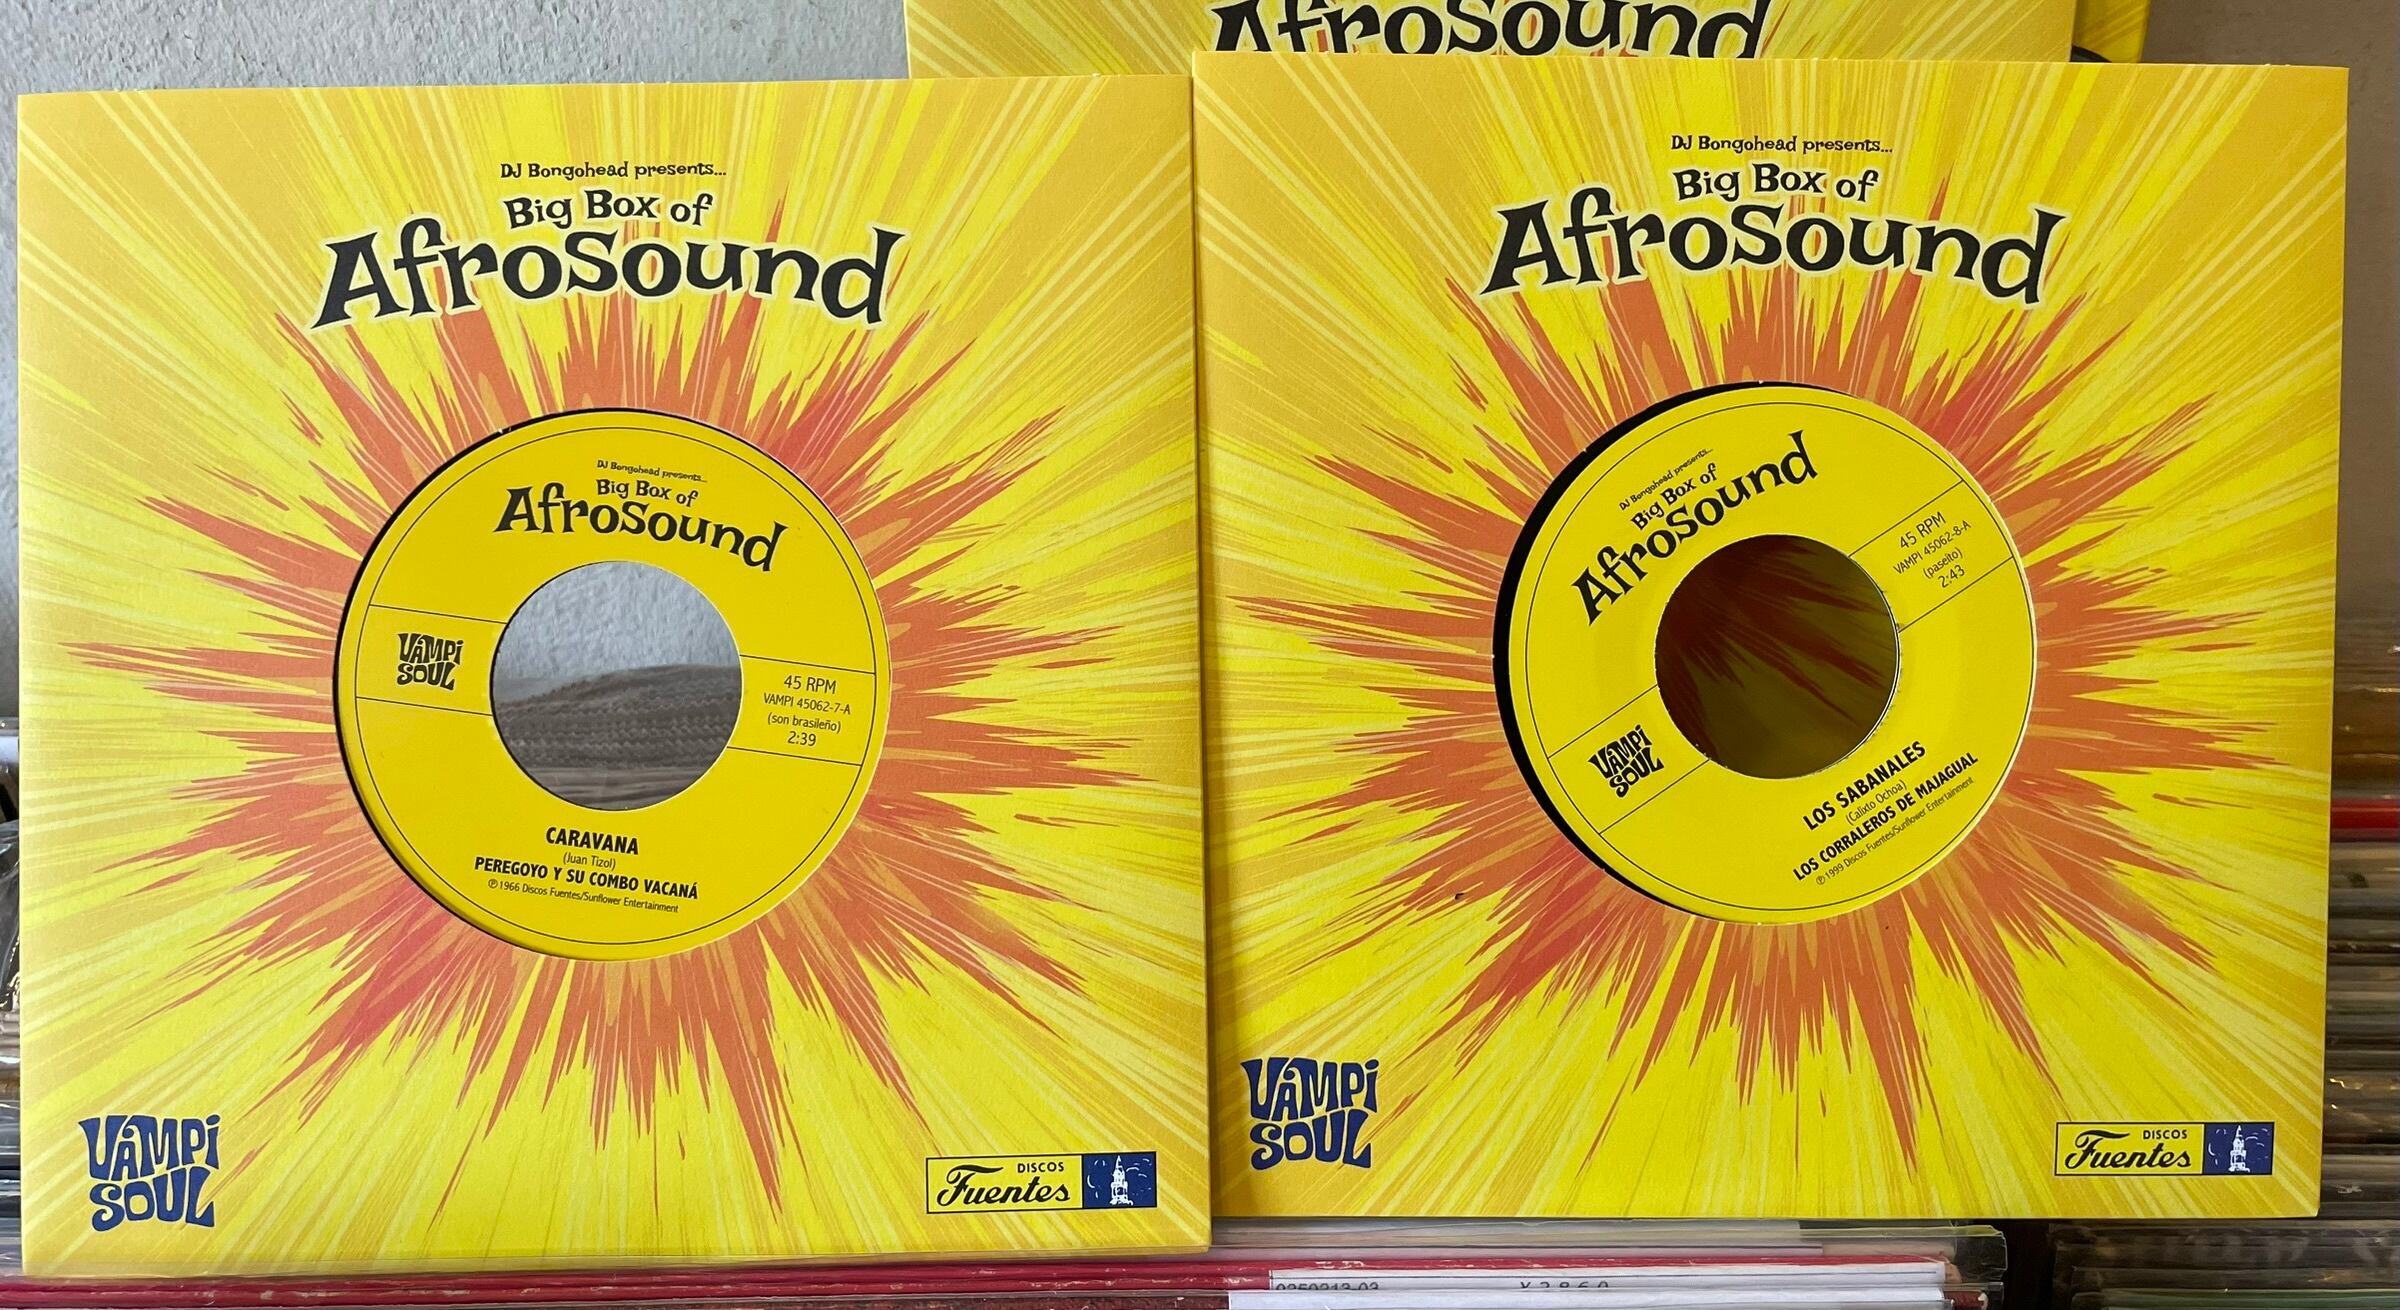 Afrosound
DJ Bongohead presents...
Big Box of
Afrosound
DJ Bongohead presents...
Big Box of
Afrosound
VAMPI
SOUL
45 RPM
VAMPI 45062-7-A
(son brasileño)
2:39
CARAVANA
(Juan Tizol)
PEREGOYO Y SU COMBO VACANÁ
℗ 1966 Discos Fuentes/Sunflower Entertainment
VAMPI
SOUL
DISCOS
Fuentes
DJ Bongohead presents...
Big Box of
Afrosound
DJ Bongohead presents...
Big Box of
Afrosound
45 RPM
VAMPI 45062-8-A
(paseito)
2:43
VAMPI
SOUL
LOS SABANALES
(Calixto Ochoa)
LOS CORRALEROS DE MAJAGUAL
℗ 1999 Discos Fuentes/Sunflower Entertainment
VAMPI
SOUL
DISCOS
Fuentes